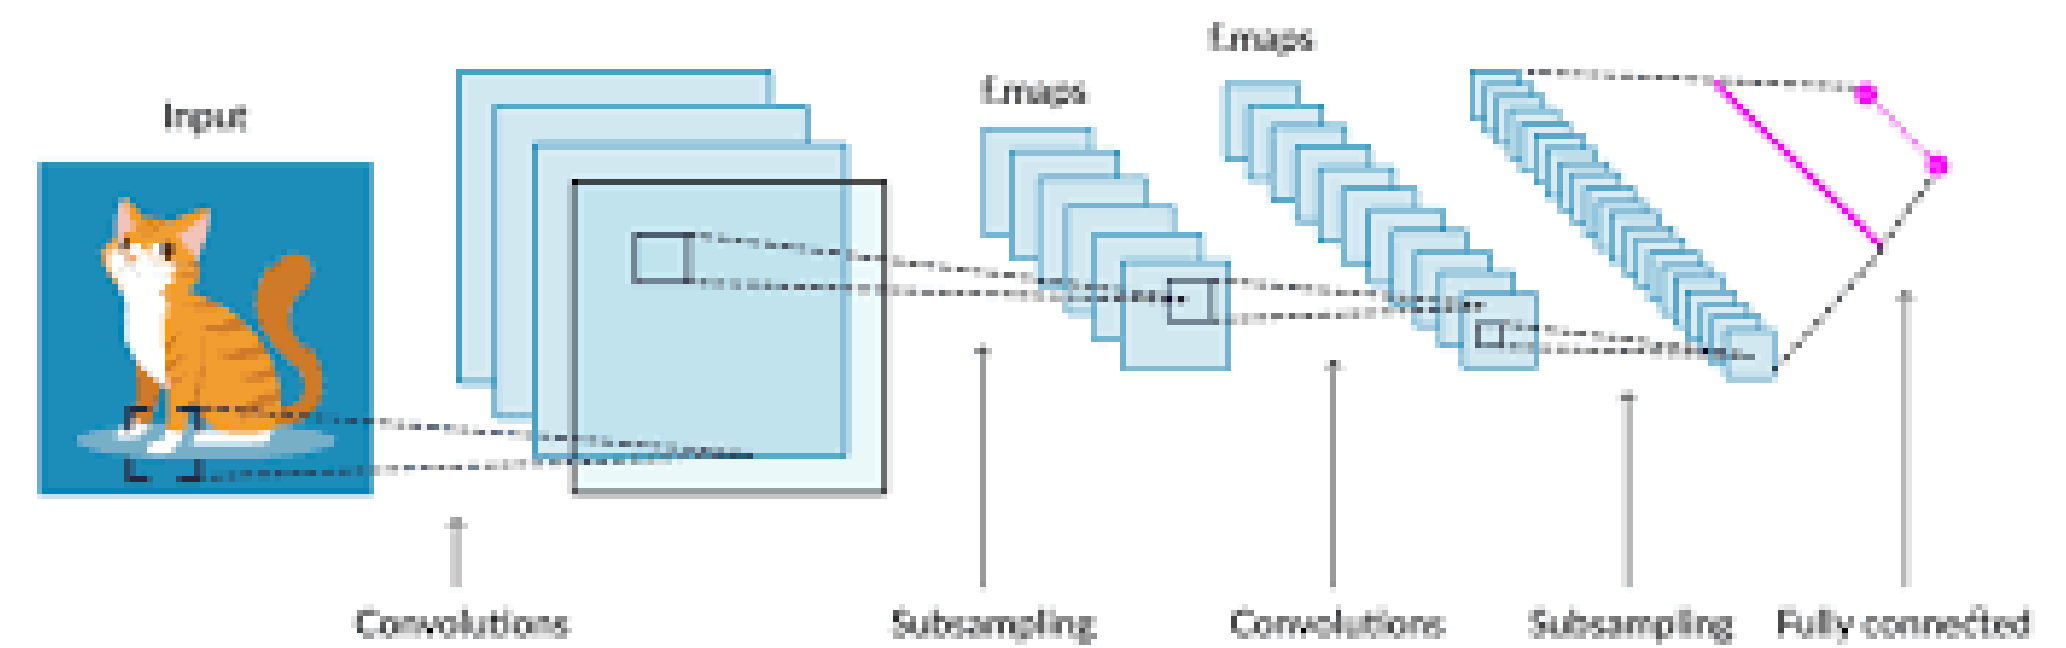 f.maps
f.maps
Input
Convolutions
Subsampling
Convolutions
Subsampling
Fully connected